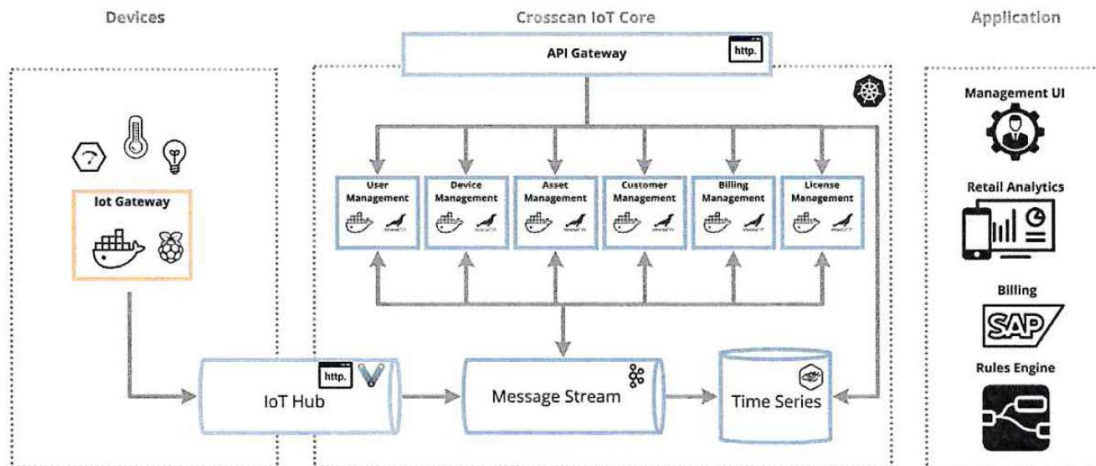 Devices
Crosscan IoT Core
Application
API Gateway
http.
Management UI
Iot Gateway
User
Management
Device
Management
Asset
Management
Customer
Management
Billing
Management
License
Management
Retail Analytics
Billing
SAP
http.
IoT Hub
Message Stream
Time Series
Rules Engine